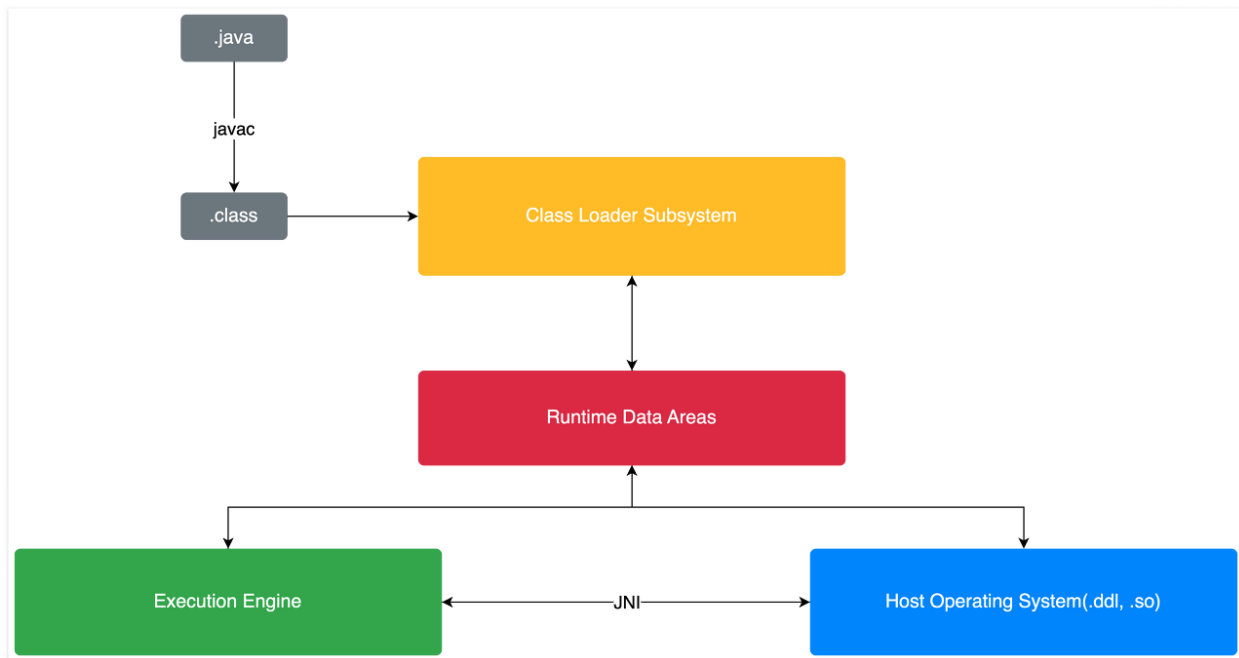 .java
javac
.class
Class Loader Subsystem
Runtime Data Areas
Execution Engine
JNI
Host Operating System(.ddl, .so)